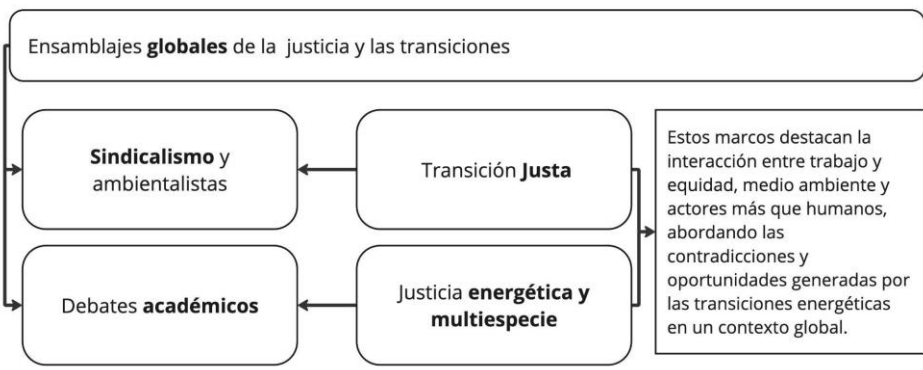 Ensamblajes globales de la justicia y las transiciones
Sindicalismo y
ambientalistas
Transición Justa
Debates académicos
Justicia energética y
multiespecie
Estos marcos destacan la
interacción entre trabajo y
equidad, medio ambiente y
actores más que humanos,
abordando las
contradicciones y
oportunidades generadas por
las transiciones energéticas
en un contexto global.